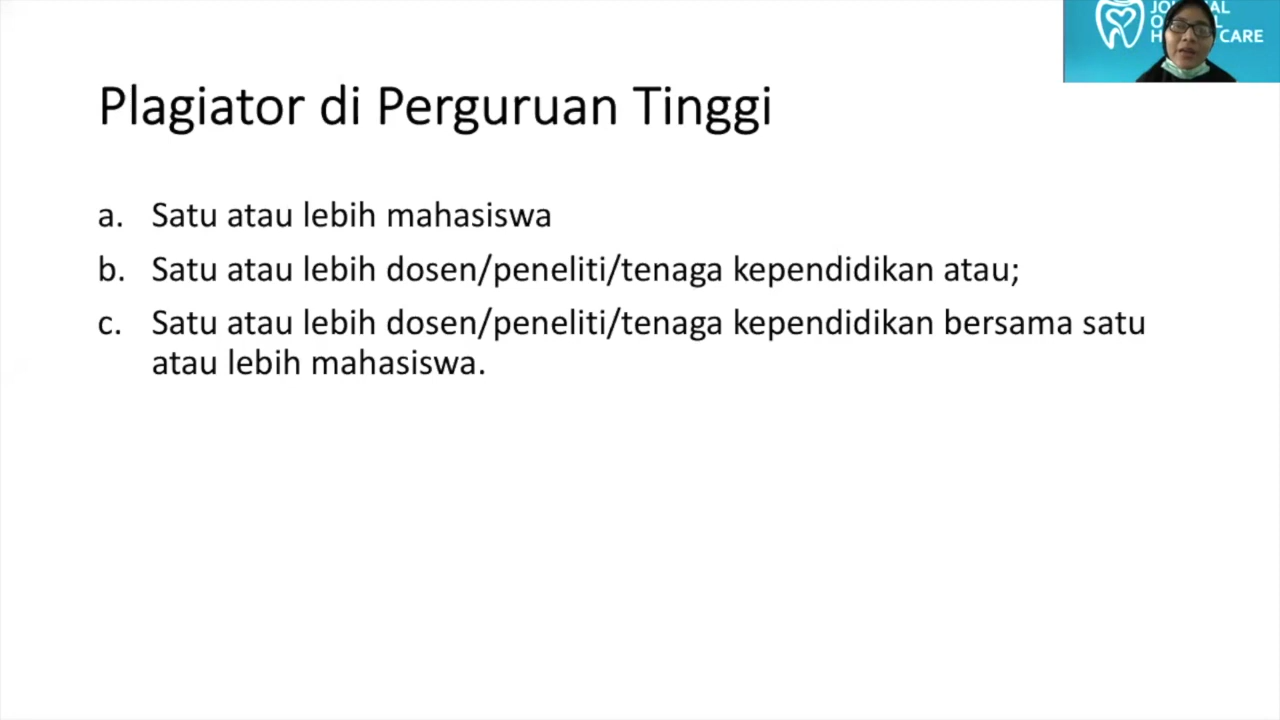 Plagiator di Perguruan Tinggi
a. Satu atau lebih mahasiswa
b. Satu atau lebih dosen/peneliti/tenaga kependidikan atau;
c. Satu atau lebih dosen/peneliti/tenaga kependidikan bersama satu
atau lebih mahasiswa.
CARE